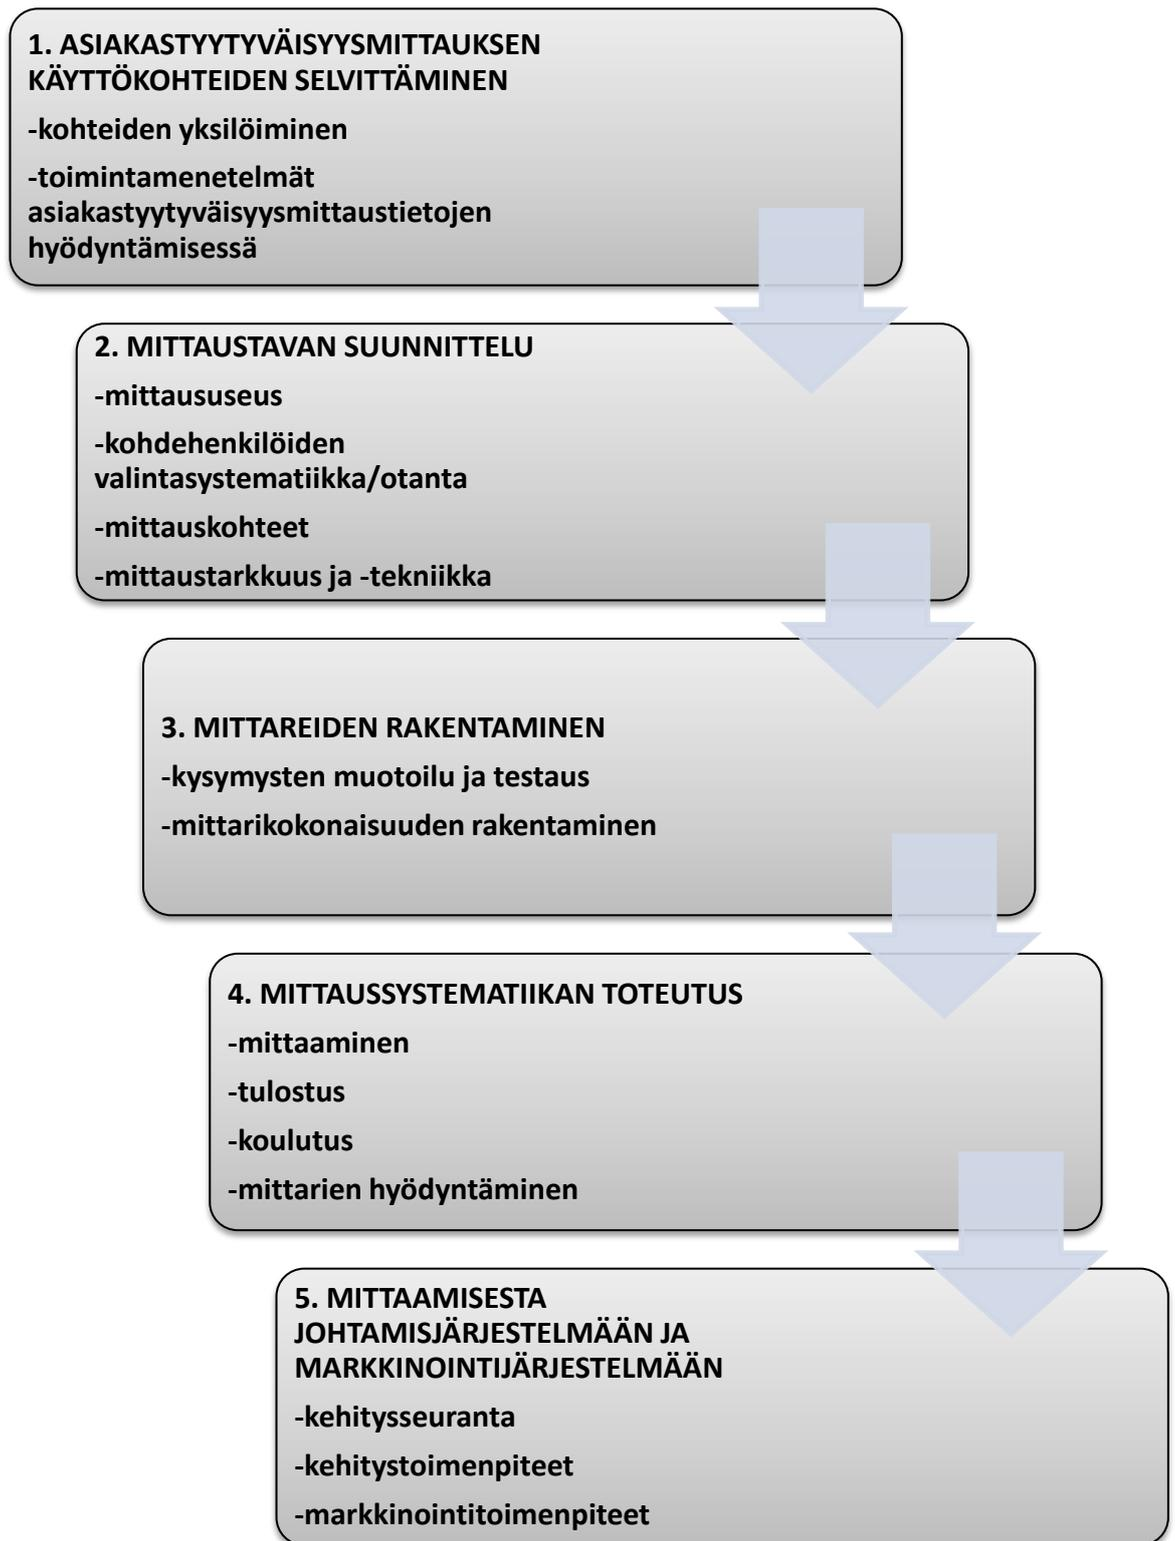 1. ASIAKASTYYTYVÄISYYSMITTAUKSEN
KÄYTTÖKOHTEIDEN SELVITTÄMINEN
-kohteiden yksilöiminen
-toimintamenetelmät
asiakastyytyväisyysmittaustietojen
hyödyntämisessä
2. MITTAUSTAVAN SUUNNITTELU
-mittaususeus
-kohdehenkilöiden
valintasystematiikka/otanta
-mittauskohteet
-mittaustarkkuus ja -tekniikka
3. MITTAREIDEN RAKENTAMINEN
-kysymysten muotoilu ja testaus
-mittarikokonaisuuden rakentaminen
4. MITTAUSSYSTEMATIIKAN TOTEUTUS
-mittaaminen
-tulostus
-koulutus
-mittarien hyödyntäminen
5. MITTAAMISESTA
JOHTAMISJÄRJESTELMÄÄN JA
MARKKINOINTIJÄRJESTELMÄÄN
-kehitysseuranta
-kehitystoimenpiteet
-markkinointitoimenpiteet